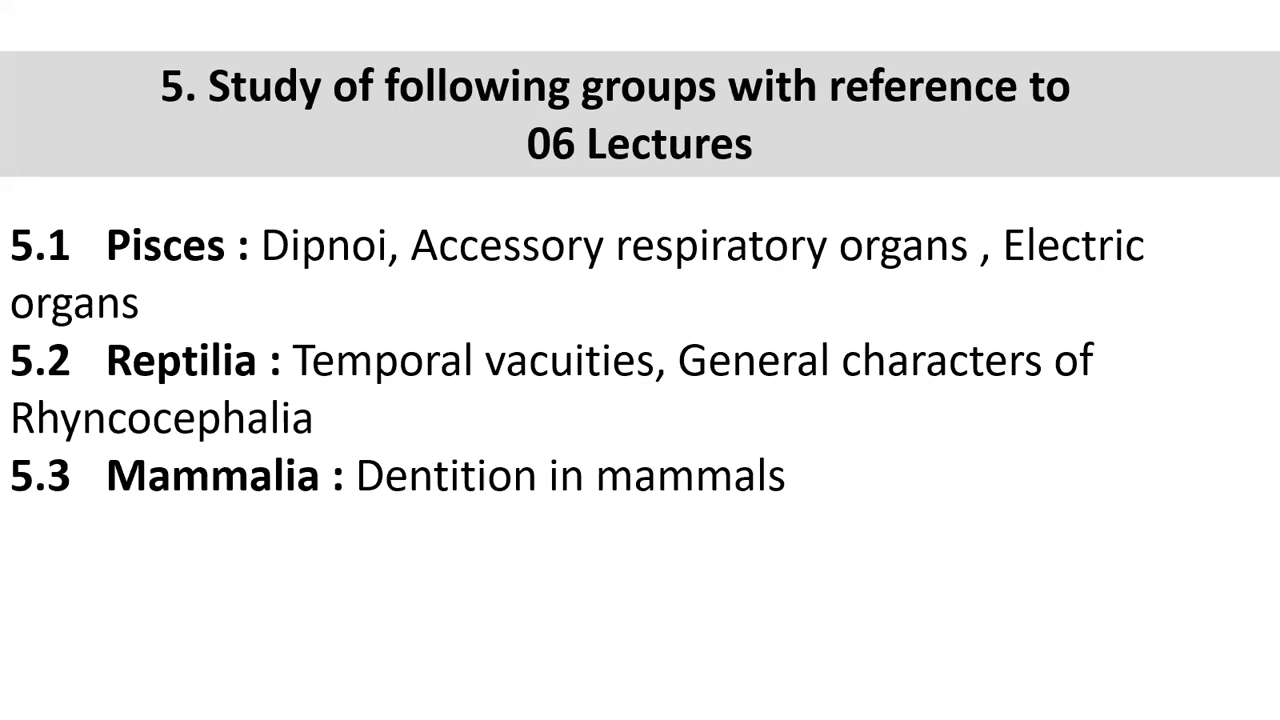 5. Study of following groups with reference to
06 Lectures
5.1 Pisces : Dipnoi, Accessory respiratory organs , Electric
organs
5.2 Reptilia : Temporal vacuities, General characters of
Rhyncocephalia
5.3 Mammalia : Dentition in mammals